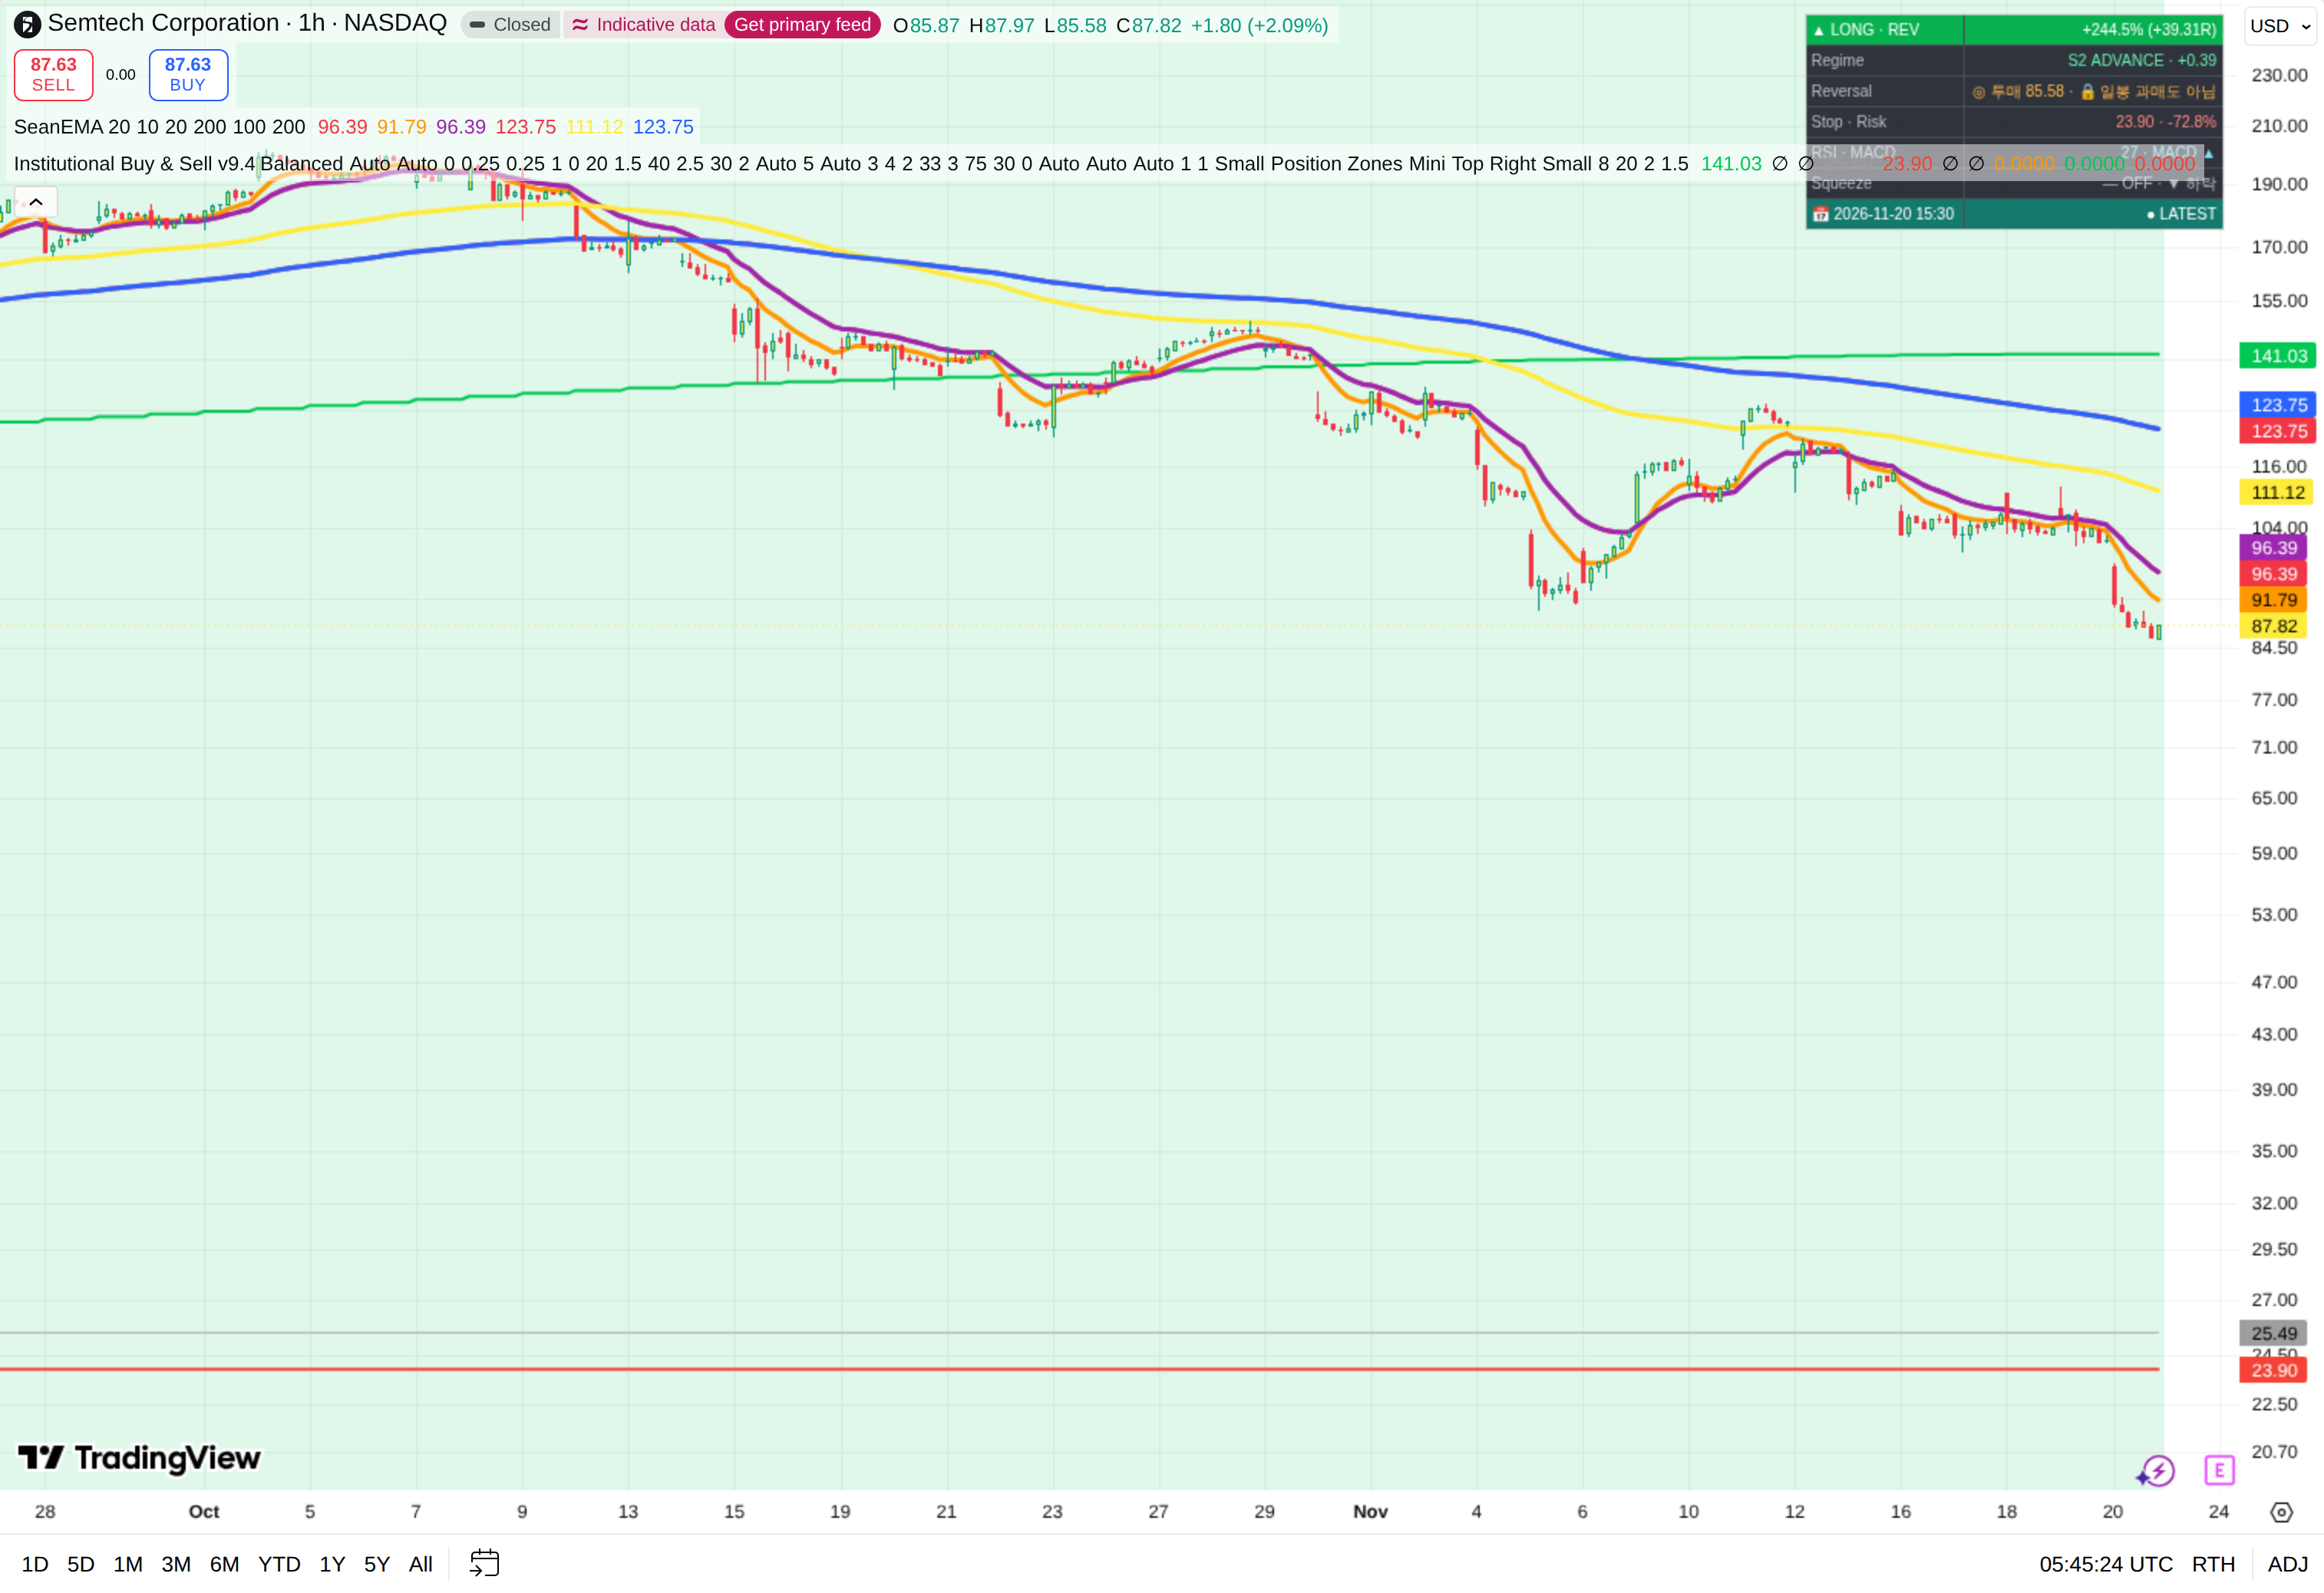 Semtech Corporation · 1h · NASDAQ Closed Indicative data Get primary feed O85.87 H87.97 L85.58 C87.82 +1.80 (+2.09%)
87.63 SELL 0.00 87.63 BUY
SeanEMA 20 10 20 200 100 200 96.39 91.79 96.39 123.75 111.12 123.75
Institutional Buy & Sell v9.4 Balanced Auto Auto 0 0.25 0.25 1 0 20 1.5 40 2.5 30 2 Auto 5 Auto 3 4 2 33 3 75 30 0 Auto Auto Auto 1 1 Small Position Zones Mini Top Right Small 8 20 2 1.5 141.03 ∅ ∅ 23.90 ∅ ∅ 0.0000 0.0000 0.0000
▲ LONG · REV +244.5% (+39.31R)
Regime S2 ADVANCE · +0.39
Reversal ◎ 투매 85.58 · 🔒 일봉 과매도 아님
Stop · Risk 23.90 · -72.8%
RSI · MACD 27 · MACD ▲
Squeeze — OFF · ▼ 하락
📅 2026-11-20 15:30 ● LATEST
USD
230.00
210.00
190.00
170.00
155.00
141.03
123.75
123.75
116.00
111.12
104.00
96.39
96.39
91.79
87.82
84.50
77.00
71.00
65.00
59.00
53.00
47.00
43.00
39.00
35.00
32.00
29.50
27.00
25.49
24.50
23.90
22.50
20.70
TradingView
E
28 Oct 5 7 9 13 15 19 21 23 27 29 Nov 4 6 10 12 16 18 20 24
1D 5D 1M 3M 6M YTD 1Y 5Y All 05:45:24 UTC RTH ADJ